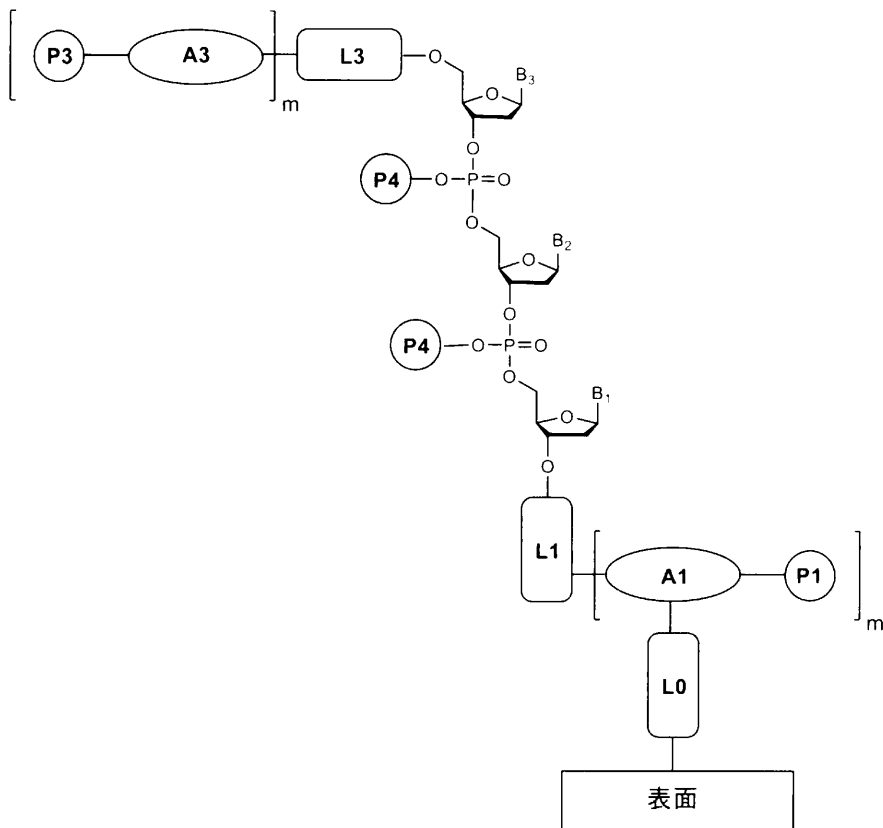 P3 A3 m L3 O B3
O
O
P4 O P=O
O
B2
O
O
P4 O P=O
O
B1
O
O
L1 A1 P1 m
L0
表面